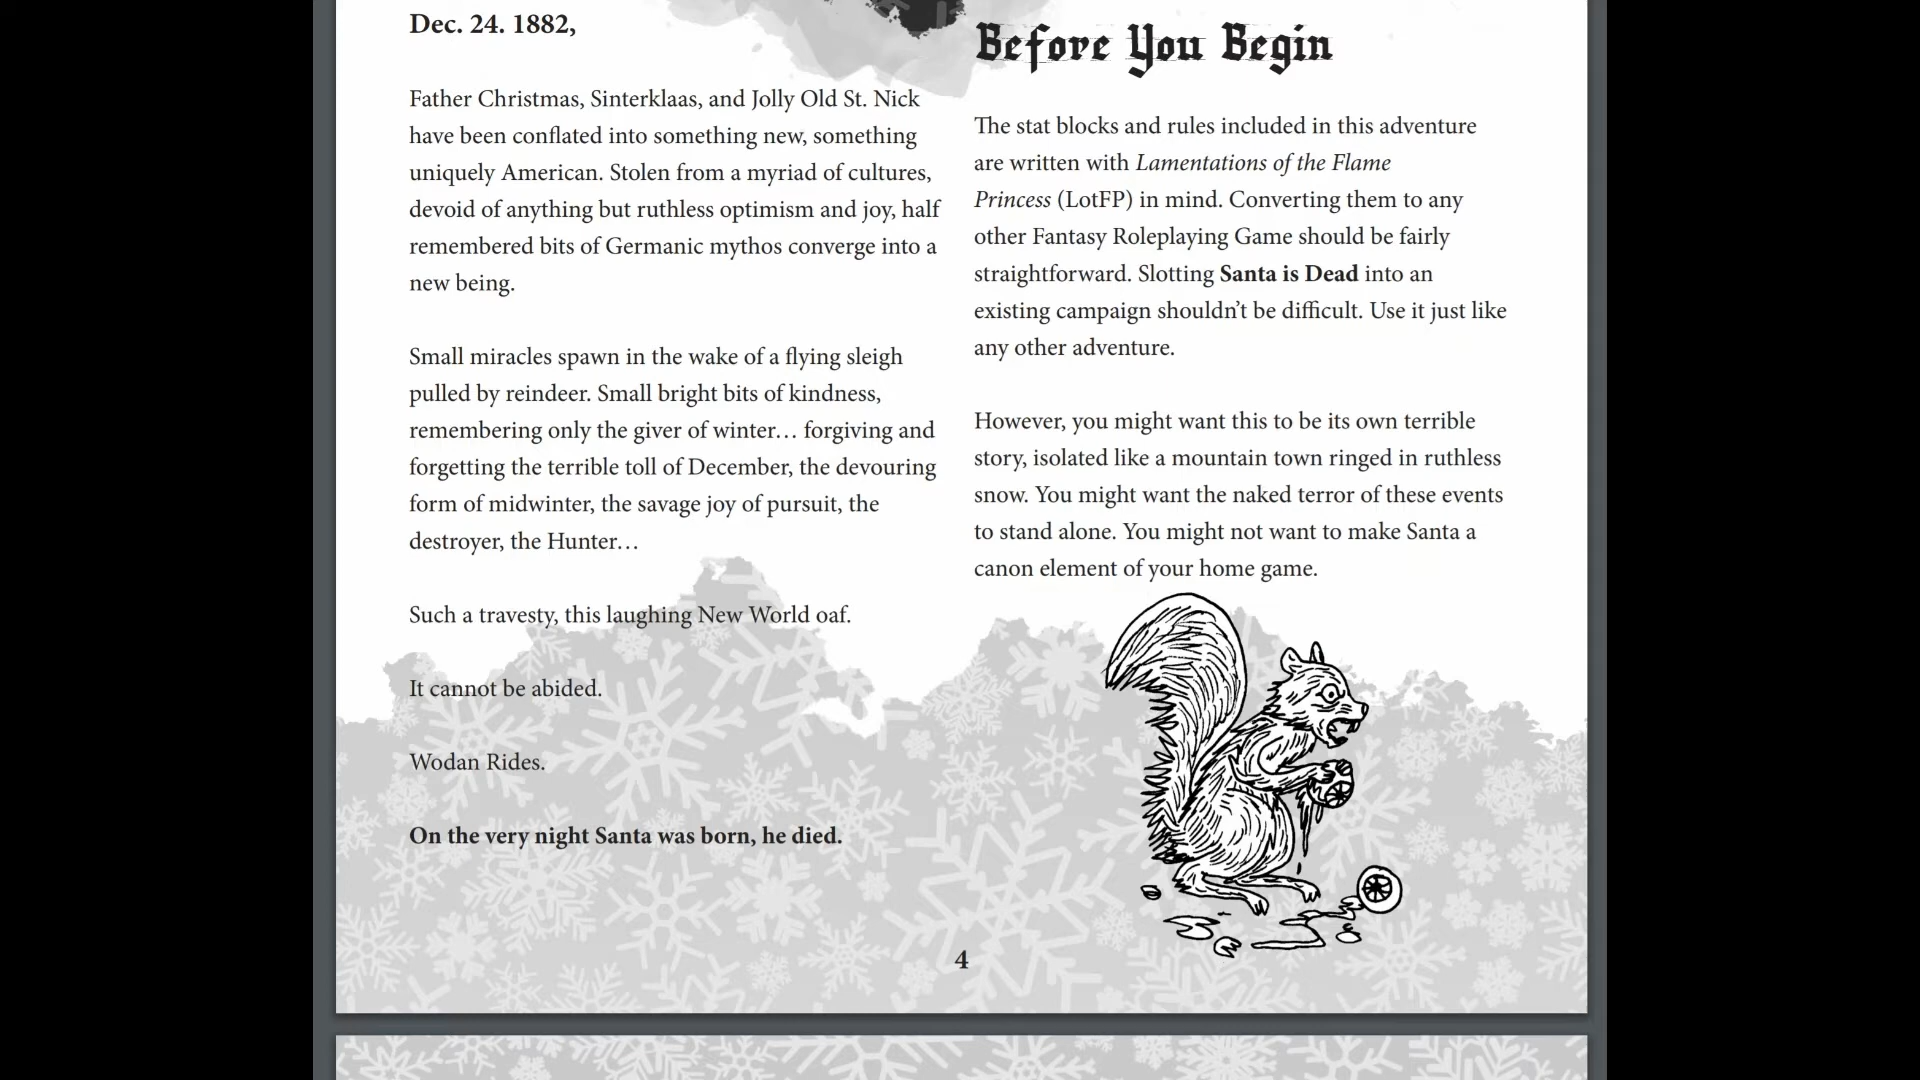 Dec. 24. 1882,
Father Christmas, Sinterklaas, and Jolly Old St. Nick
have been conflated into something new, something
uniquely American. Stolen from a myriad of cultures,
devoid of anything but ruthless optimism and joy, half
remembered bits of Germanic mythos converge into a
new being.
Small miracles spawn in the wake of a flying sleigh
pulled by reindeer. Small bright bits of kindness,
remembering only the giver of winter… forgiving and
forgetting the terrible toll of December, the devouring
form of midwinter, the savage joy of pursuit, the
destroyer, the Hunter…
Such a travesty, this laughing New World oaf.
It cannot be abided.
Wodan Rides.
On the very night Santa was born, he died.
Before You Begin
The stat blocks and rules included in this adventure
are written with Lamentations of the Flame
Princess (LotFP) in mind. Converting them to any
other Fantasy Roleplaying Game should be fairly
straightforward. Slotting Santa is Dead into an
existing campaign shouldn’t be difficult. Use it just like
any other adventure.
However, you might want this to be its own terrible
story, isolated like a mountain town ringed in ruthless
snow. You might want the naked terror of these events
to stand alone. You might not want to make Santa a
canon element of your home game.
4